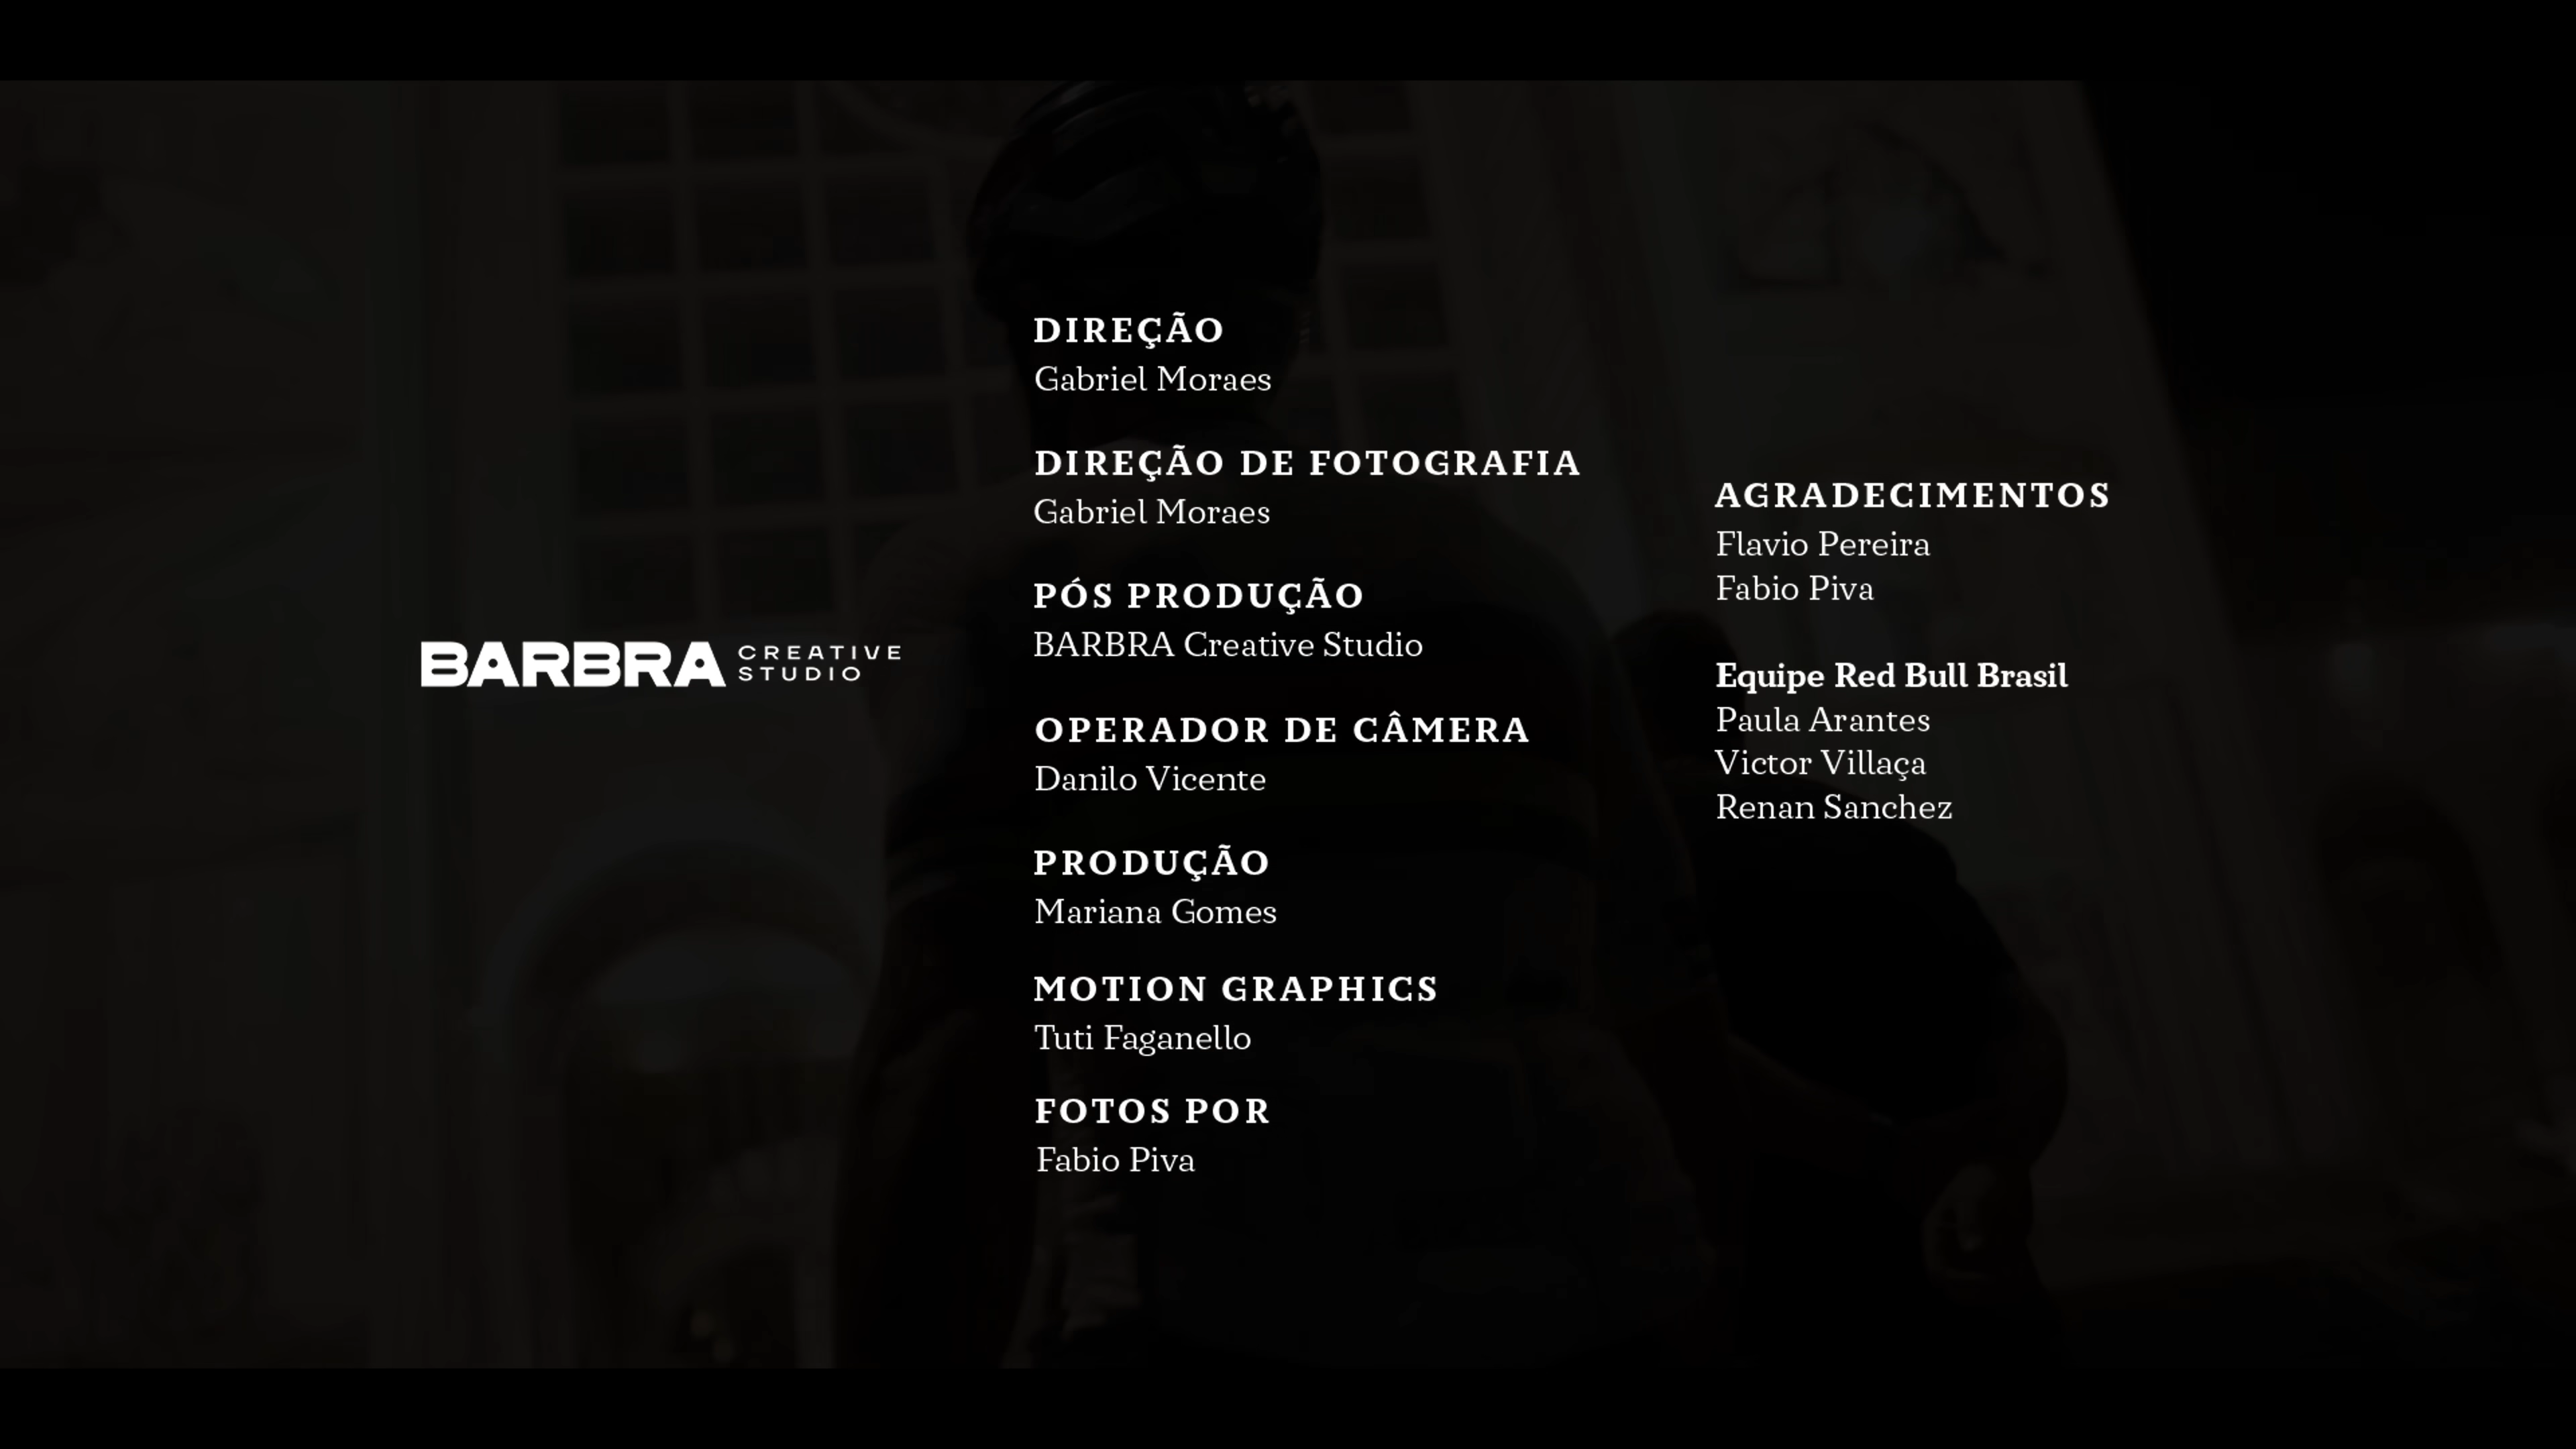 BARBRA CREATIVE STUDIO
DIREÇÃO
Gabriel Moraes
DIREÇÃO DE FOTOGRAFIA
Gabriel Moraes
PÓS PRODUÇÃO
BARBRA Creative Studio
OPERADOR DE CÂMERA
Danilo Vicente
PRODUÇÃO
Mariana Gomes
MOTION GRAPHICS
Tuti Faganello
FOTOS POR
Fabio Piva
AGRADECIMENTOS
Flavio Pereira
Fabio Piva
Equipe Red Bull Brasil
Paula Arantes
Victor Villaça
Renan Sanchez